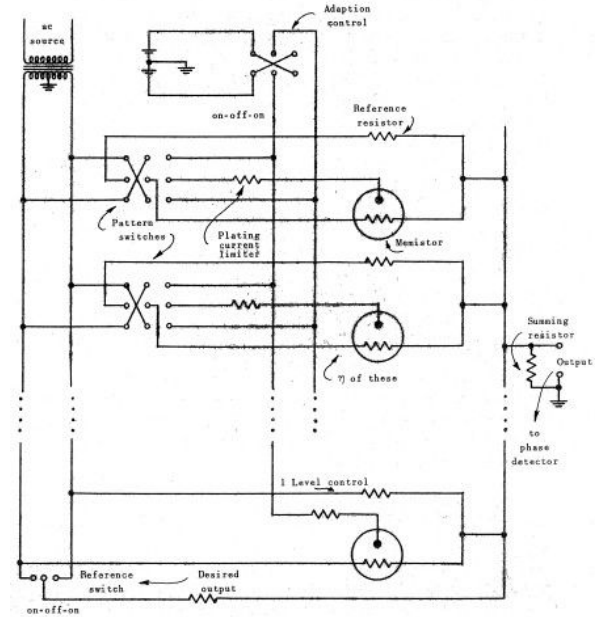 ac
source
Adaption
control
on-off-on
Reference
resistor
Pattern
switches
Plating
current
limiter
Memistor
η of these
Summing
resistor
Output
to
phase
detector
1 Level control
Reference
switch
Desired
output
on-off-on